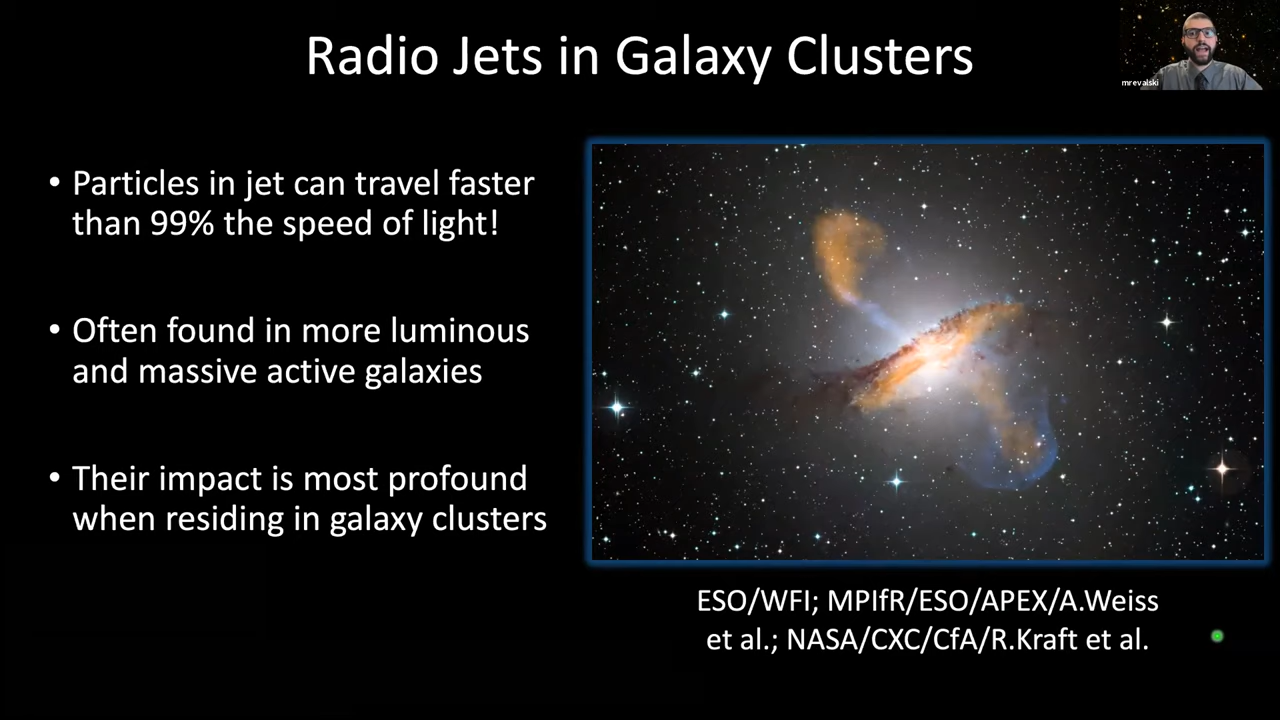 Radio Jets in Galaxy Clusters
mrevalski
• Particles in jet can travel faster
than 99% the speed of light!
• Often found in more luminous
and massive active galaxies
• Their impact is most profound
when residing in galaxy clusters
ESO/WFI; MPIfR/ESO/APEX/A.Weiss
et al.; NASA/CXC/CfA/R.Kraft et al.